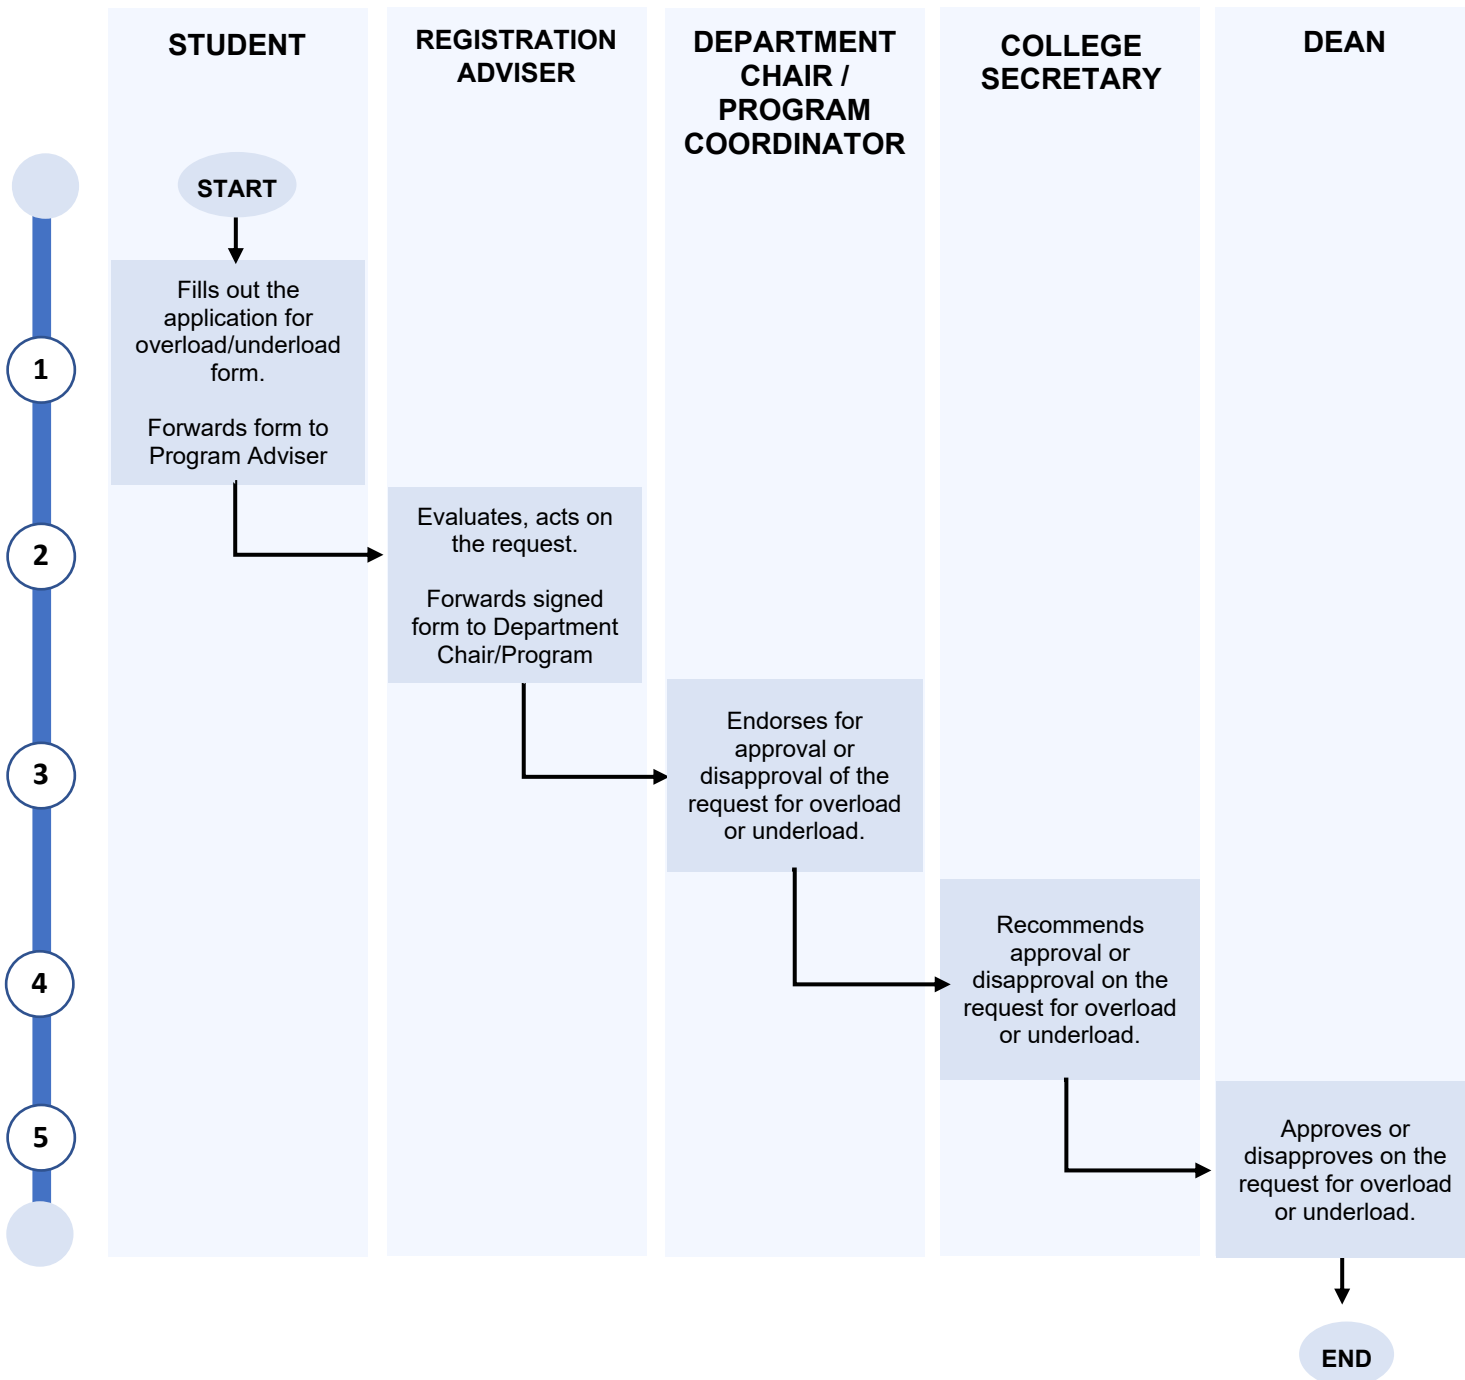 STUDENT
REGISTRATION
ADVISER
DEPARTMENT
CHAIR /
PROGRAM
COORDINATOR
COLLEGE
SECRETARY
DEAN
START
1
Fills out the
application for
overload/underload
form.
Forwards form to
Program Adviser
2
Evaluates, acts on
the request.
Forwards signed
form to Department
Chair/Program
3
Endorses for
approval or
disapproval of the
request for overload
or underload.
4
Recommends
approval or
disapproval on the
request for overload
or underload.
5
Approves or
disapproves on the
request for overload
or underload.
END